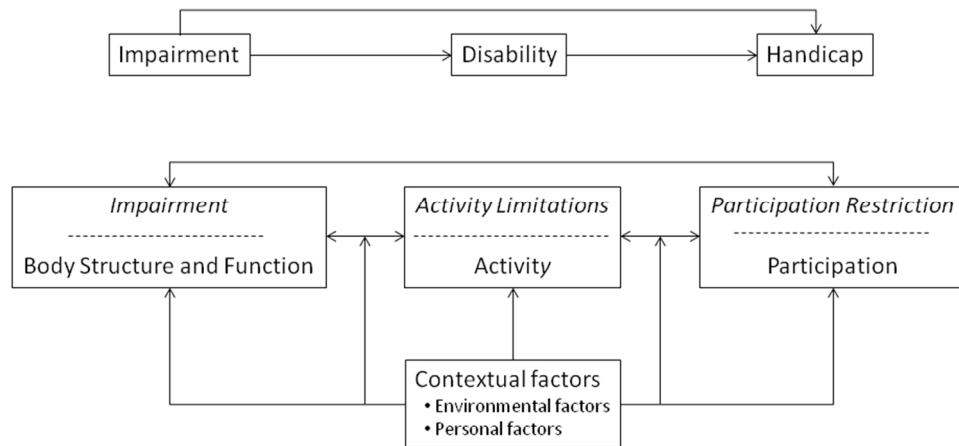 Impairment
Disability
Handicap
Impairment
Body Structure and Function
Activity Limitations
Activity
Participation Restriction
Participation
Contextual factors
• Environmental factors
• Personal factors